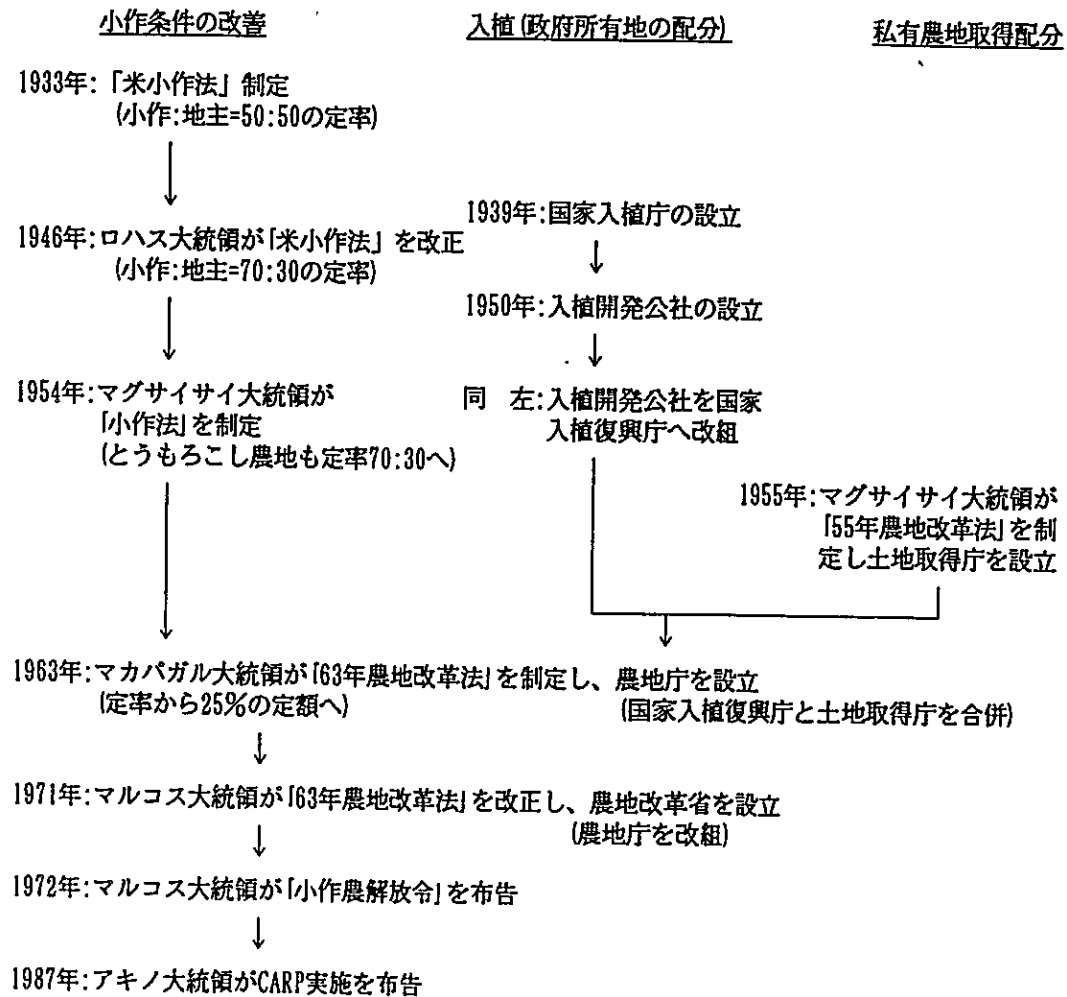 小作条件の改善
入植(政府所有地の配分)
私有農地取得配分
1933年:「米小作法」制定
(小作:地主=50:50の定率)
1939年:国家入植庁の設立
1946年:ロハス大統領が「米小作法」を改正
(小作:地主=70:30の定率)
1950年:入植開発公社の設立
1954年:マグサイサイ大統領が
「小作法」を制定
(とうもろこし農地も定率70:30へ)
同 左:入植開発公社を国家
入植復興庁へ改組
1955年:マグサイサイ大統領が
「55年農地改革法」を制
定し土地取得庁を設立
1963年:マカパガル大統領が「63年農地改革法」を制定し、農地庁を設立
(定率から25%の定額へ)
(国家入植復興庁と土地取得庁を合併)
1971年:マルコス大統領が「63年農地改革法」を改正し、農地改革省を設立
(農地庁を改組)
1972年:マルコス大統領が「小作農解放令」を布告
1987年:アキノ大統領がCARP実施を布告